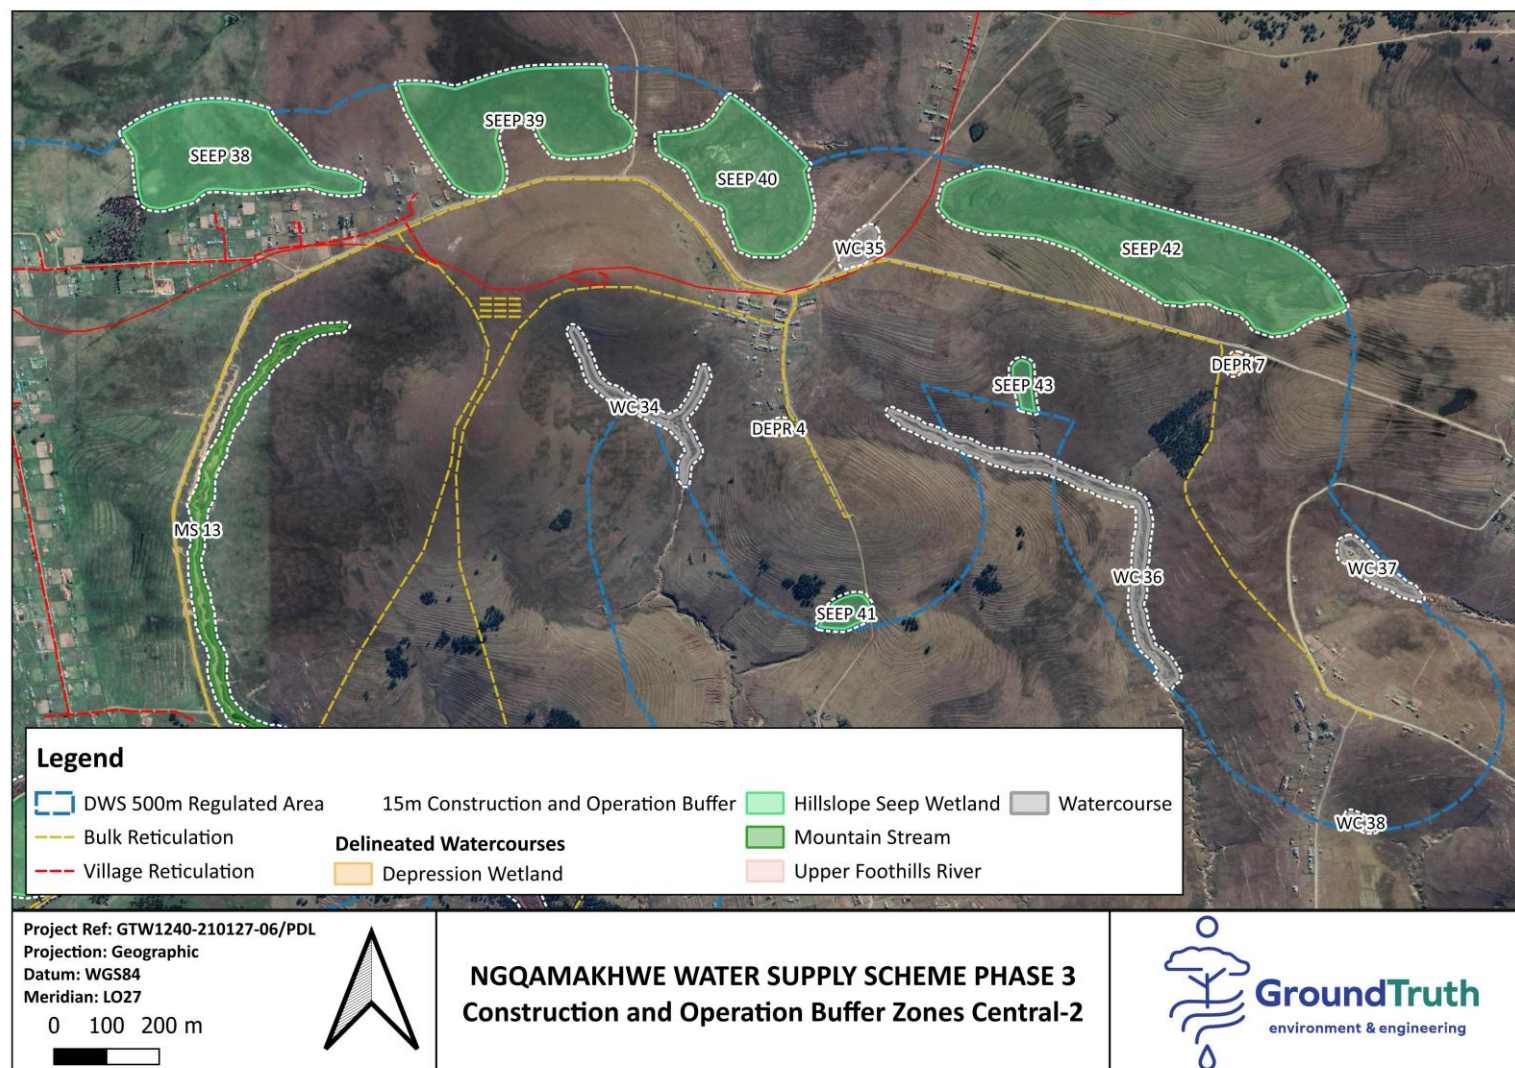 SEEP 38
SEEP 39
SEEP 40
WC 35
SEEP 42
WC 34
DEPR 4
SEEP 43
DEPR 7
MS 13
WC 36
WC 37
SEEP 41
WC 38
Legend
DWS 500m Regulated Area
Bulk Reticulation
Village Reticulation
15m Construction and Operation Buffer
Delineated Watercourses
Depression Wetland
Hillslope Seep Wetland
Mountain Stream
Upper Foothills River
Watercourse
Project Ref: GTW1240-210127-06/PDL
Projection: Geographic
Datum: WGS84
Meridian: LO27
0 100 200 m
NGQAMAKHWE WATER SUPPLY SCHEME PHASE 3
Construction and Operation Buffer Zones Central-2
GroundTruth
environment & engineering